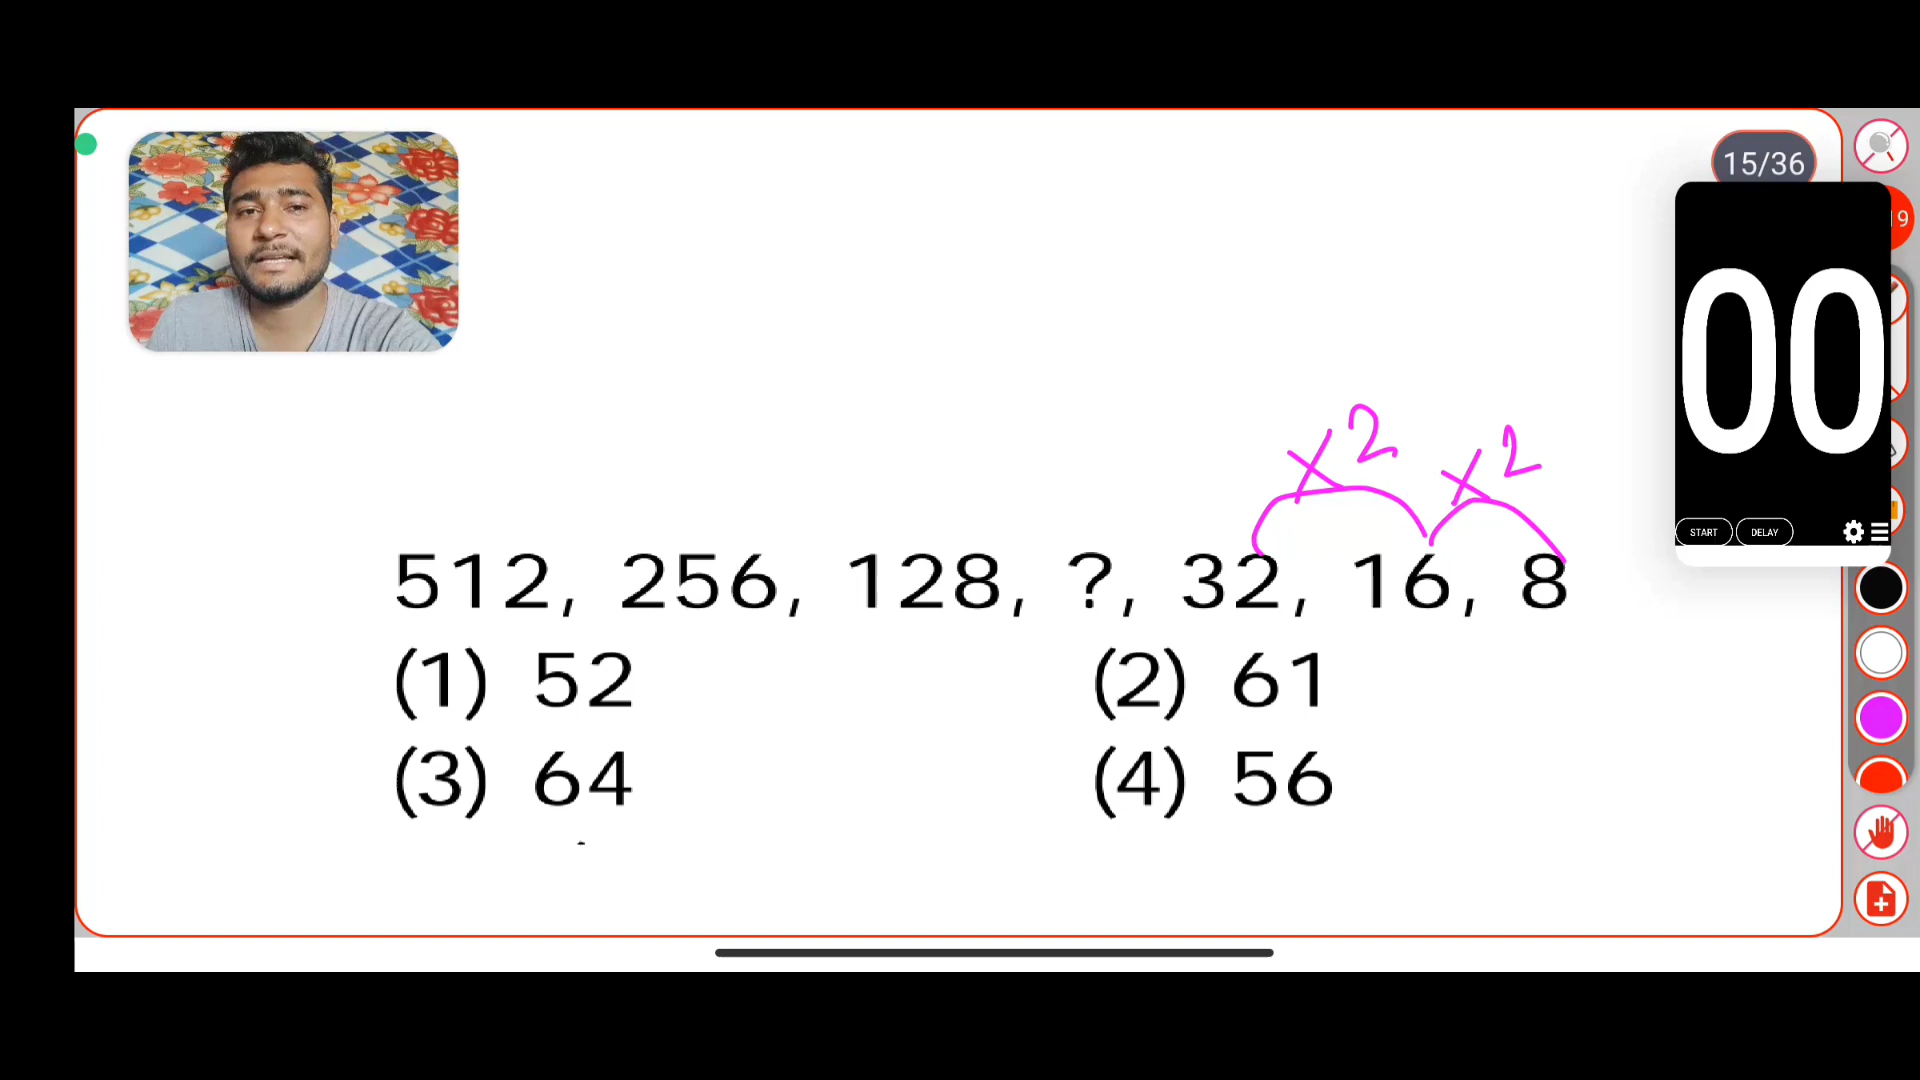 15/36
19
00
START DELAY
×2 ×2
512, 256, 128, ?, 32, 16, 8
(1) 52 (2) 61
(3) 64 (4) 56